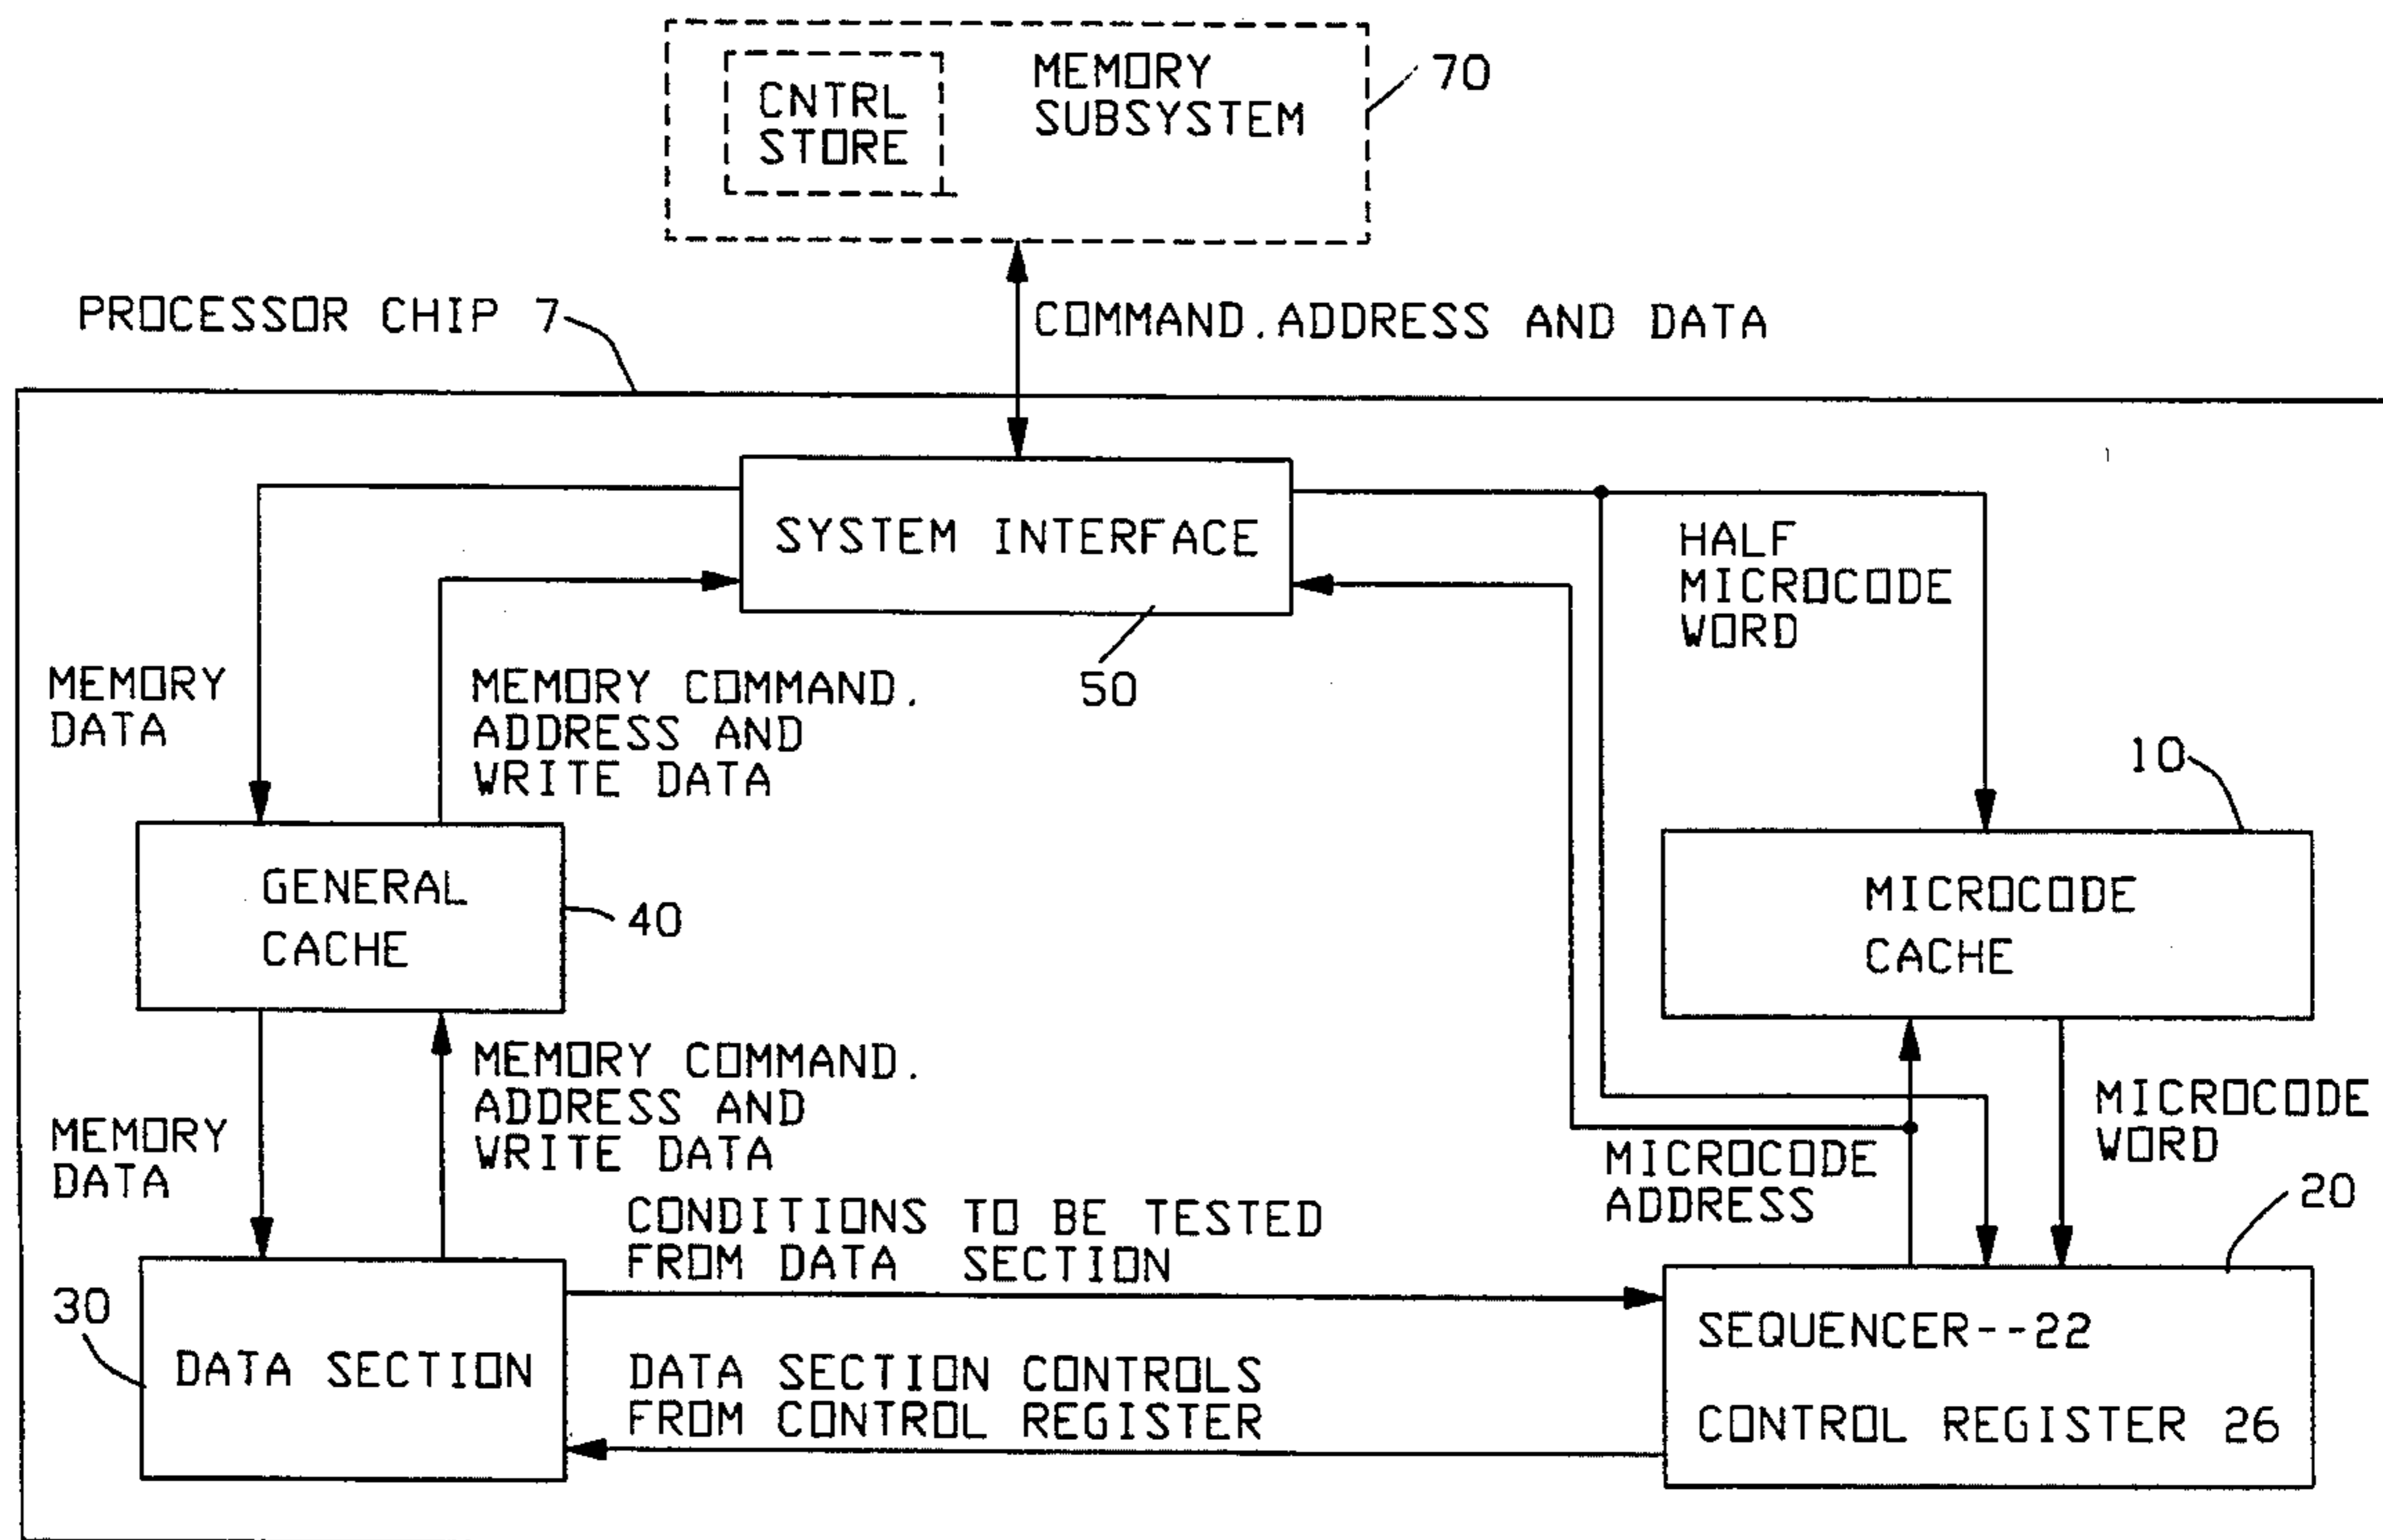 CNTRL
STORE
MEMORY
SUBSYSTEM
70
PROCESSOR CHIP 7
COMMAND.ADDRESS AND DATA
SYSTEM INTERFACE
50
HALF
MICROCODE
WORD
MEMORY
DATA
MEMORY COMMAND.
ADDRESS AND
WRITE DATA
10
GENERAL
CACHE
40
MICROCODE
CACHE
MEMORY
DATA
MEMORY COMMAND.
ADDRESS AND
WRITE DATA
MICROCODE
ADDRESS
MICROCODE
WORD
20
CONDITIONS TO BE TESTED
FROM DATA SECTION
30
DATA SECTION
DATA SECTION CONTROLS
FROM CONTROL REGISTER
SEQUENCER--22
CONTROL REGISTER 26